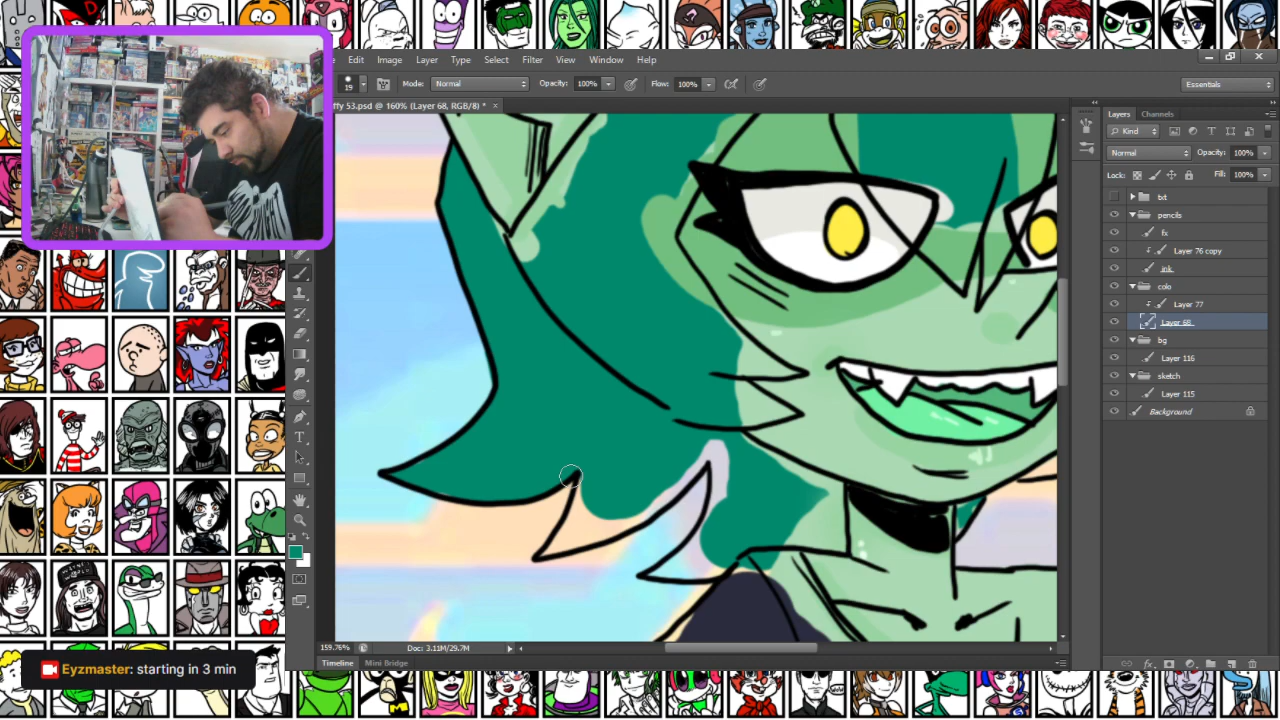 Edit Image Layer Type Select Filter View Window Help
19 Mode: Normal Opacity: 100% Flow: 100% Essentials
ffy 53.psd @ 160% (Layer 68, RGB/8) * ×
Layers Channels
Kind
Normal Opacity: 100%
Lock: Fill: 100%
txt
pencils
fx
Layer 76 copy
ink
colo
Layer 77
Layer 68
bg
Layer 116
sketch
Layer 115
Background
159.76% Doc: 3.11M/29.7M
Timeline Mini Bridge
Eyzmaster: starting in 3 min